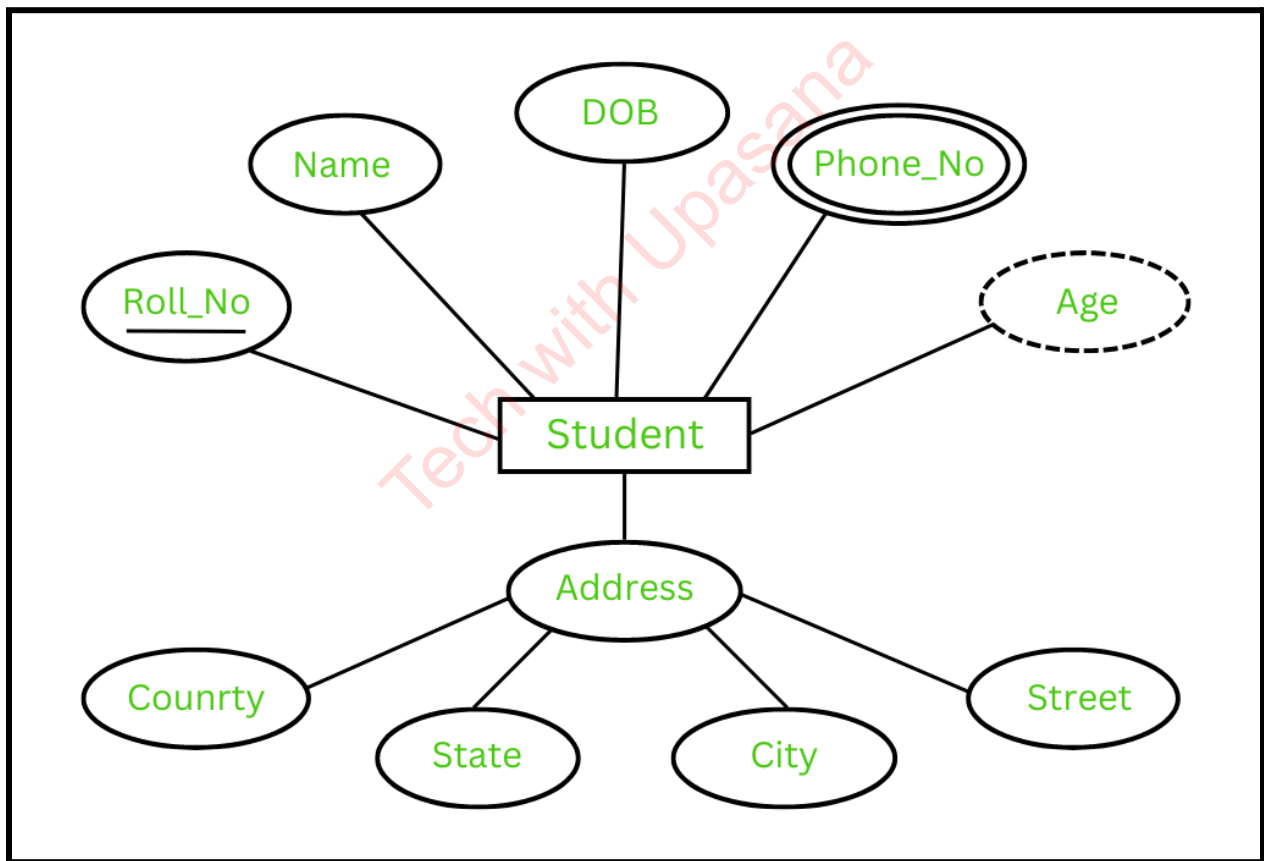 DOB
Name
Phone_No
Roll_No
Age
Tech with Upasana
Student
Address
Counrty
Street
State
City